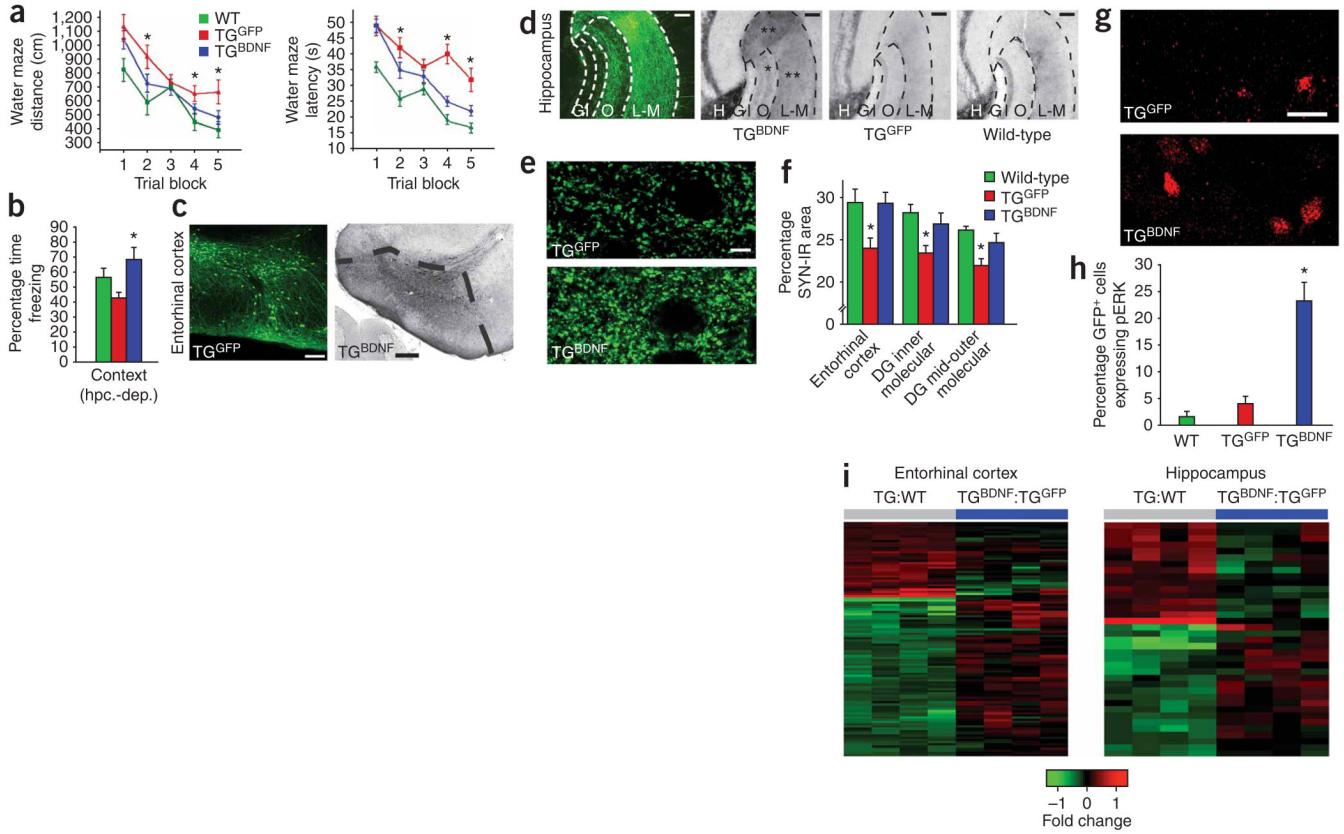 a
WT
TGGFP
TGBDNF
Water maze
distance (cm)
1,200
1,100
1,000
900
800
700
600
500
400
300
*
*
*
1 2 3 4 5
Trial block
Water maze
latency (s)
50
45
40
35
30
25
20
15
10
*
*
*
1 2 3 4 5
Trial block
b
Percentage time
freezing
90
80
70
60
50
40
30
20
10
0
*
Context
(hpc.-dep.)
c
Entorhinal cortex
TGGFP
TGBDNF
d
Hippocampus
GI O L-M
**
*
**
H GI O L-M
H GI O L-M
H GI O L-M
TGBDNF TGGFP Wild-type
e
TGGFP
TGBDNF
f
Wild-type
TGGFP
TGBDNF
Percentage
SYN-IR area
30
25
20
0
*
*
*
Entorhinal
cortex
DG inner
molecular
DG mid-outer
molecular
g
TGGFP
TGBDNF
h
Percentage GFP+ cells
expressing pERK
30
25
20
15
10
5
0
*
WT TGGFP TGBDNF
i
Entorhinal cortex
TG:WT TGBDNF:TGGFP
Hippocampus
TG:WT TGBDNF:TGGFP
−1 0 1
Fold change